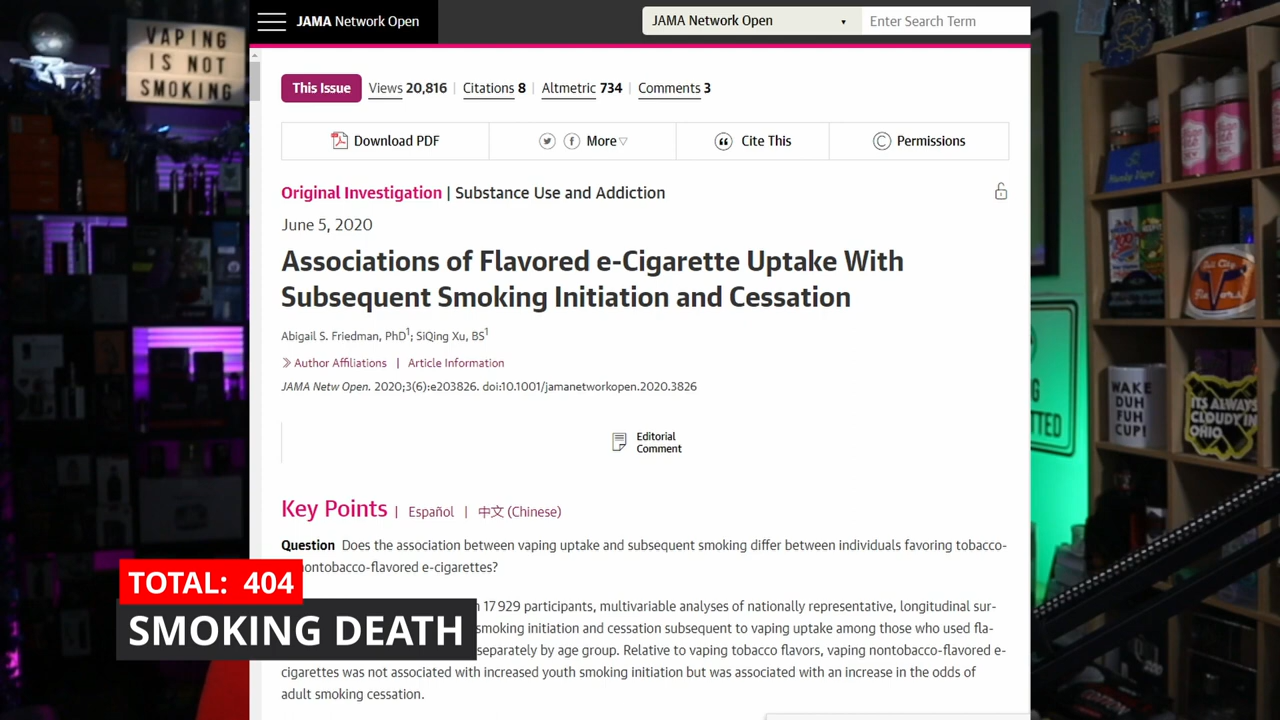 VAPING
IS NOT
SMOKING
JAMA Network Open
JAMA Network Open
Enter Search Term
This Issue
Views 20,816 | Citations 8 | Altmetric 734 | Comments 3
Download PDF
More
Cite This
Permissions
Original Investigation | Substance Use and Addiction
June 5, 2020
Associations of Flavored e-Cigarette Uptake With
Subsequent Smoking Initiation and Cessation
Abigail S. Friedman, PhD1; SiQing Xu, BS1
Author Affiliations | Article Information
JAMA Netw Open. 2020;3(6):e203826. doi:10.1001/jamanetworkopen.2020.3826
Editorial
Comment
Key Points | Español | 中文 (Chinese)
Question Does the association between vaping uptake and subsequent smoking differ between individuals favoring tobacco-
ontobacco-flavored e-cigarettes?
17 929 participants, multivariable analyses of nationally representative, longitudinal sur-
smoking initiation and cessation subsequent to vaping uptake among those who used fla-
separately by age group. Relative to vaping tobacco flavors, vaping nontobacco-flavored e-
cigarettes was not associated with increased youth smoking initiation but was associated with an increase in the odds of
adult smoking cessation.
TOTAL: 404
SMOKING DEATH
WAKE
DUH
FUH
CUP!
ITS ALWAYS
CLOUDY IN
OHIO